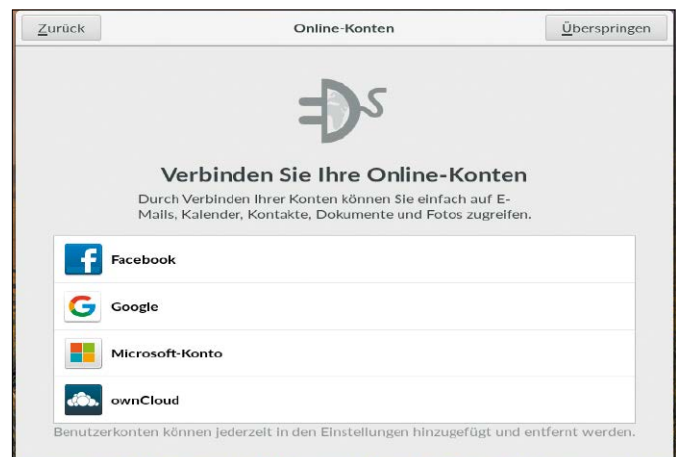 Zurück Online-Konten Überspringen
Verbinden Sie Ihre Online-Konten
Durch Verbinden Ihrer Konten können Sie einfach auf E-
Mails, Kalender, Kontakte, Dokumente und Fotos zugreifen.
Facebook
Google
Microsoft-Konto
ownCloud
Benutzerkonten können jederzeit in den Einstellungen hinzugefügt und entfernt werden.